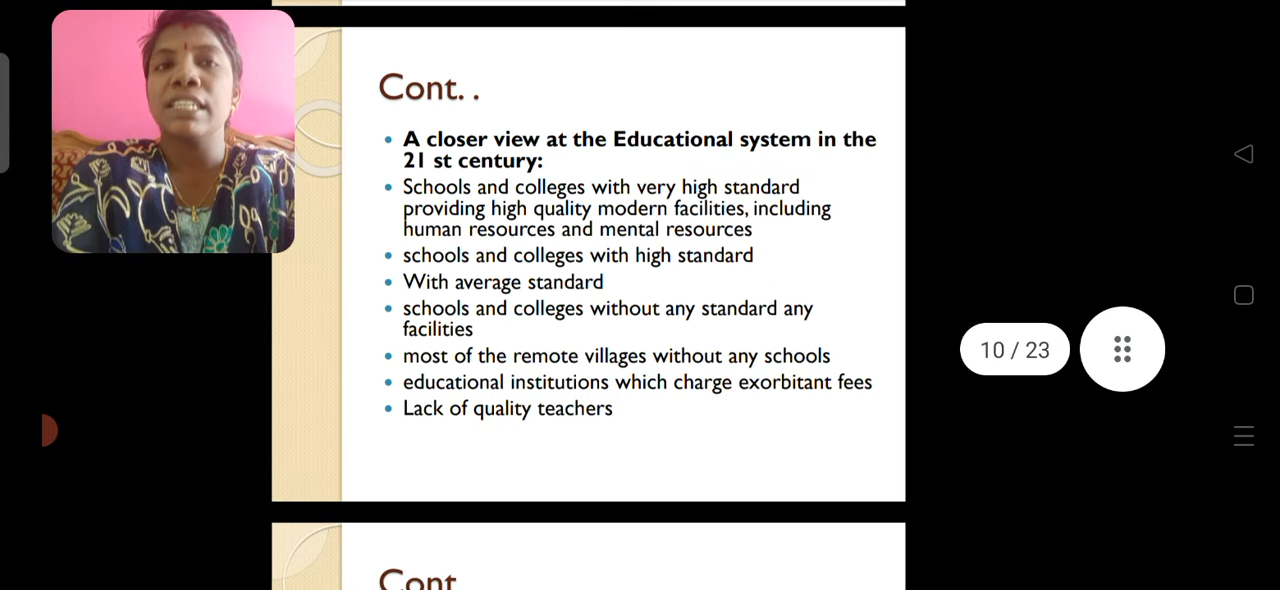 Cont. .
A closer view at the Educational system in the
21 st century:
Schools and colleges with very high standard
providing high quality modern facilities, including
human resources and mental resources
schools and colleges with high standard
With average standard
schools and colleges without any standard any
facilities
most of the remote villages without any schools
educational institutions which charge exorbitant fees
Lack of quality teachers
10 / 23
Cont